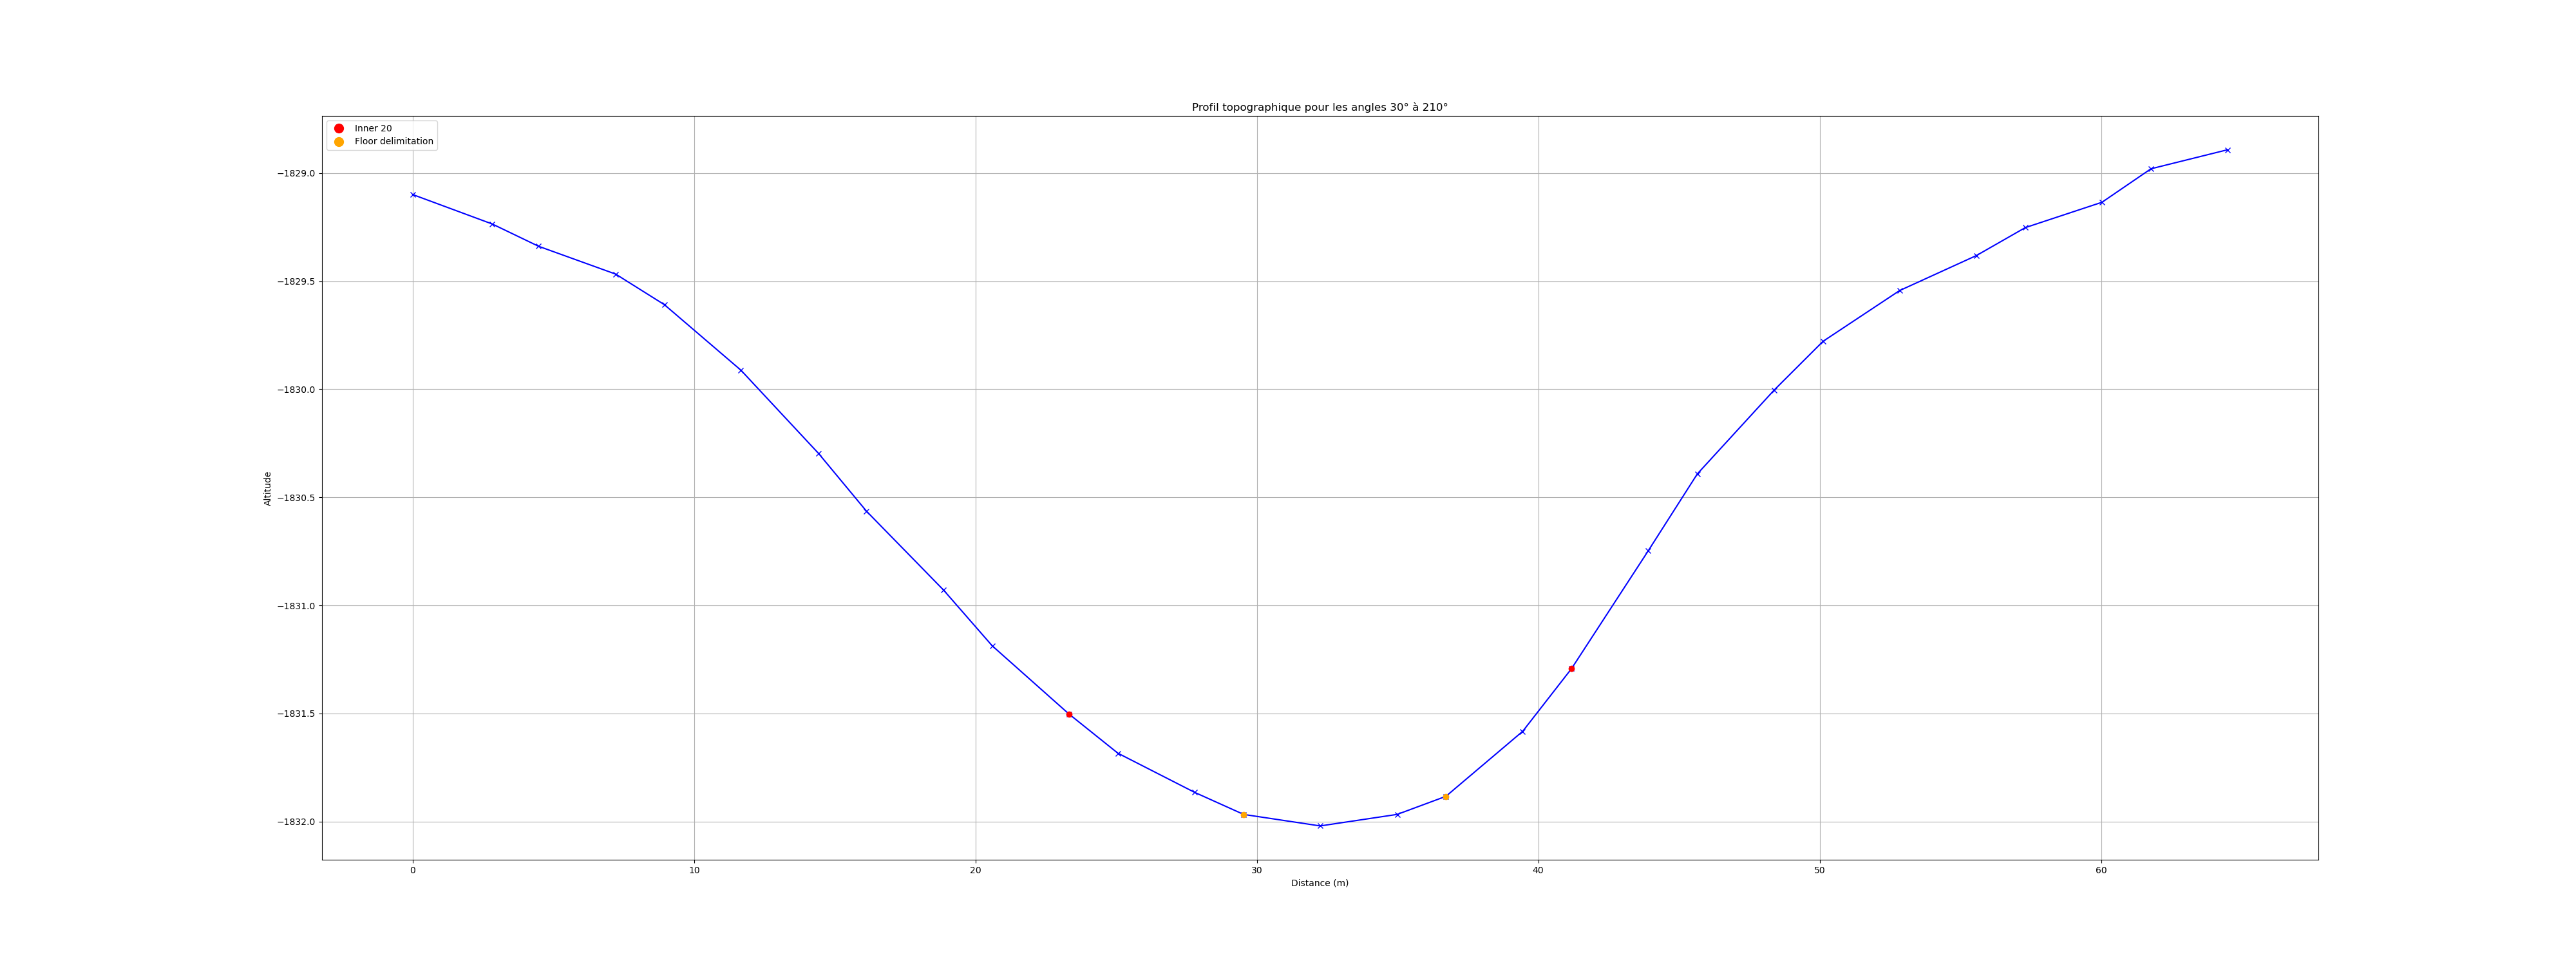 Profil topographique pour les angles 30° à 210°
Inner 20
Floor delimitation
−1829.0
−1829.5
−1830.0
−1830.5
−1831.0
−1831.5
−1832.0
Altitude
0 10 20 30 40 50 60
Distance (m)